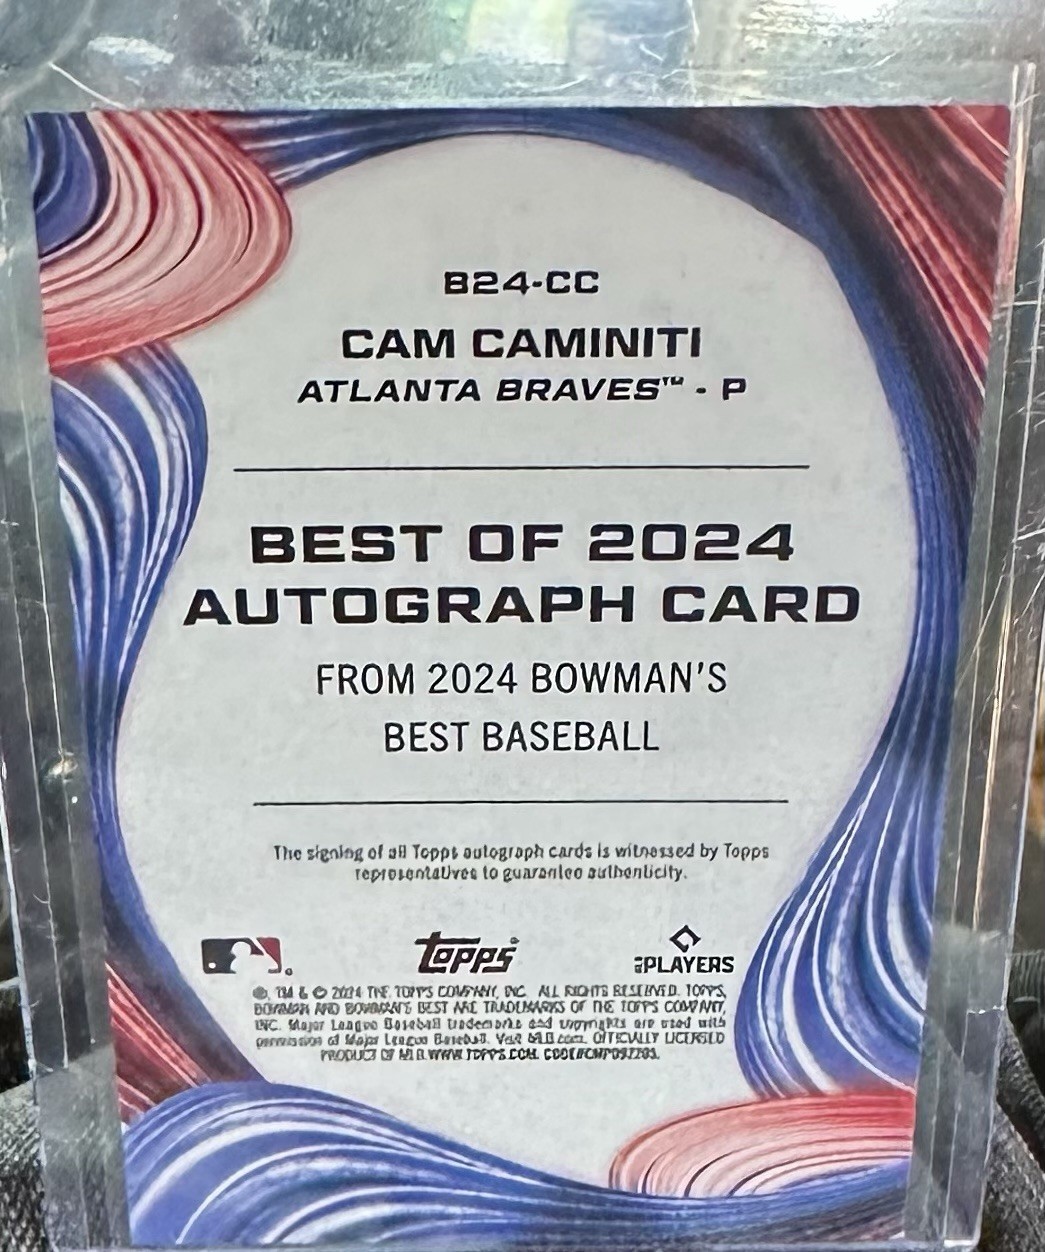 B24-CC
CAM CAMINITI
ATLANTA BRAVES™ - P
BEST OF 2024
AUTOGRAPH CARD
FROM 2024 BOWMAN'S
BEST BASEBALL
The signing of all Topps autograph cards is witnessed by Topps
representatives to guarantee authenticity.
Topps®
MLBPLAYERS
®, TM & © 2024 THE TOPPS COMPANY, INC. ALL RIGHTS RESERVED. TOPPS,
BOWMAN AND BOWMAN'S BEST ARE TRADEMARKS OF THE TOPPS COMPANY,
INC. Major League Baseball trademarks and copyrights are used with
permission of Major League Baseball. Visit MLB.com. OFFICIALLY LICENSED
PRODUCT OF MLB. WWW.TOPPS.COM.